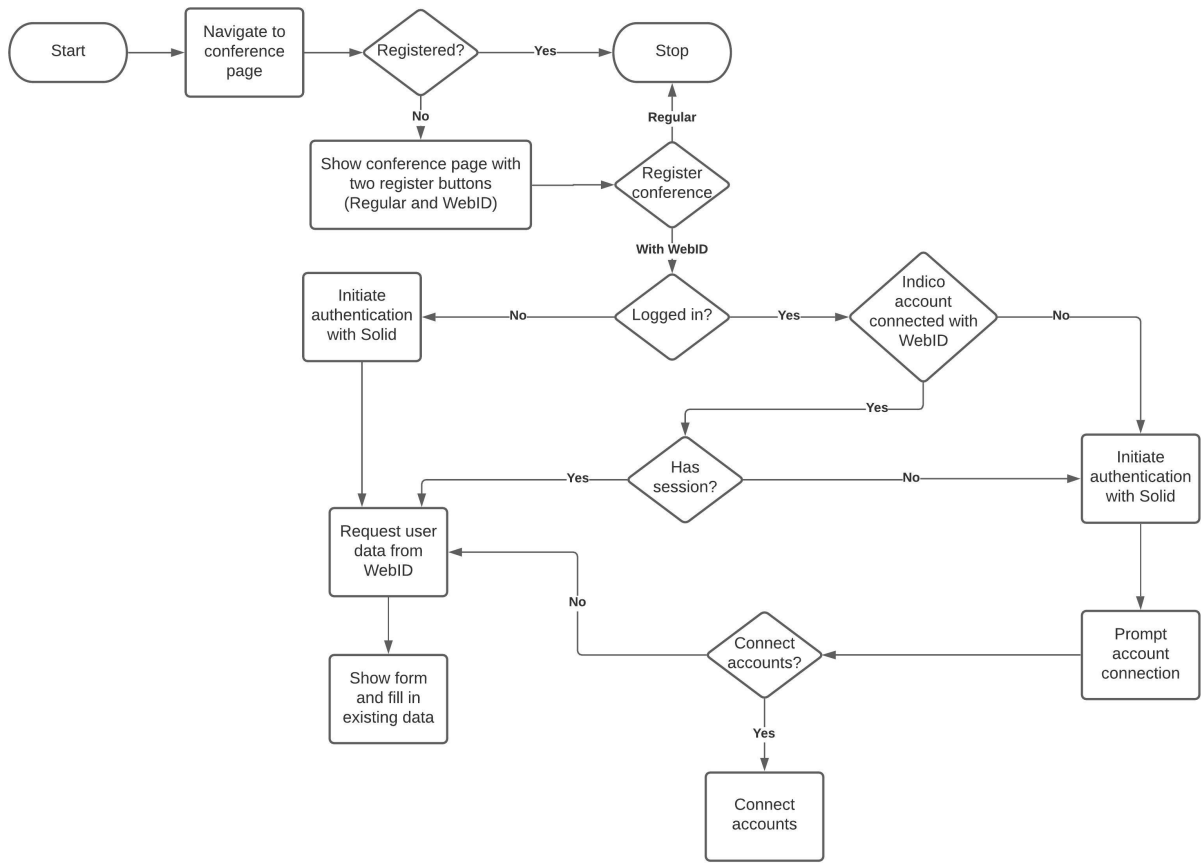 Start
Navigate to
conference
page
Registered?
Yes
Stop
No
Regular
Show conference page with
two register buttons
(Regular and WebID)
Register
conference
With WebID
Initiate
authentication
with Solid
No
Logged in?
Yes
Indico
account
connected with
WebID
No
Yes
Has
session?
Yes
No
Initiate
authentication
with Solid
Request user
data from
WebID
No
Connect
accounts?
Prompt
account
connection
Show form
and fill in
existing data
Yes
Connect
accounts